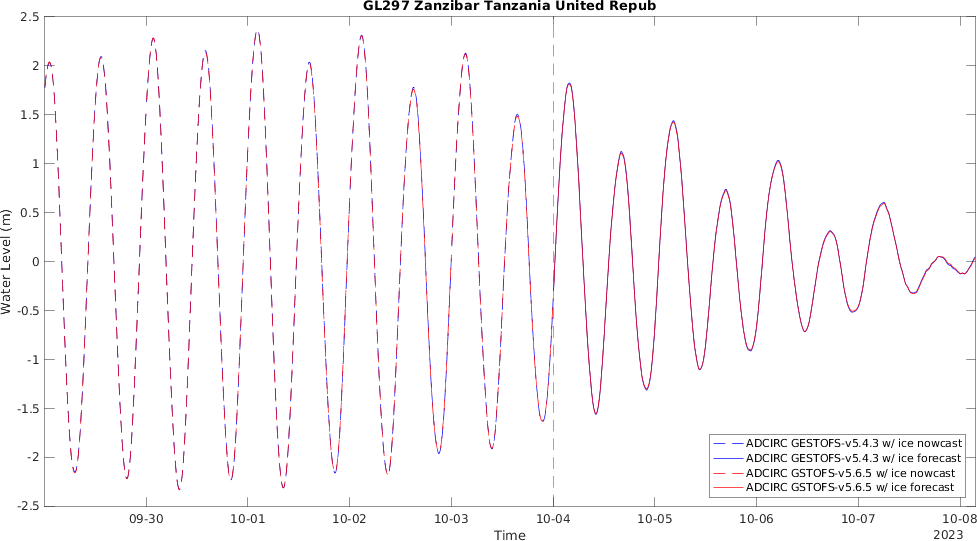 GL297 Zanzibar Tanzania United Repub
2.5
2
1.5
1
0.5
0
-0.5
-1
-1.5
-2
-2.5
Water Level (m)
ADCIRC GESTOFS-v5.4.3 w/ ice nowcast
ADCIRC GESTOFS-v5.4.3 w/ ice forecast
ADCIRC GSTOFS-v5.6.5 w/ ice nowcast
ADCIRC GSTOFS-v5.6.5 w/ ice forecast
09-30 10-01 10-02 10-03 10-04 10-05 10-06 10-07 10-08
Time 2023